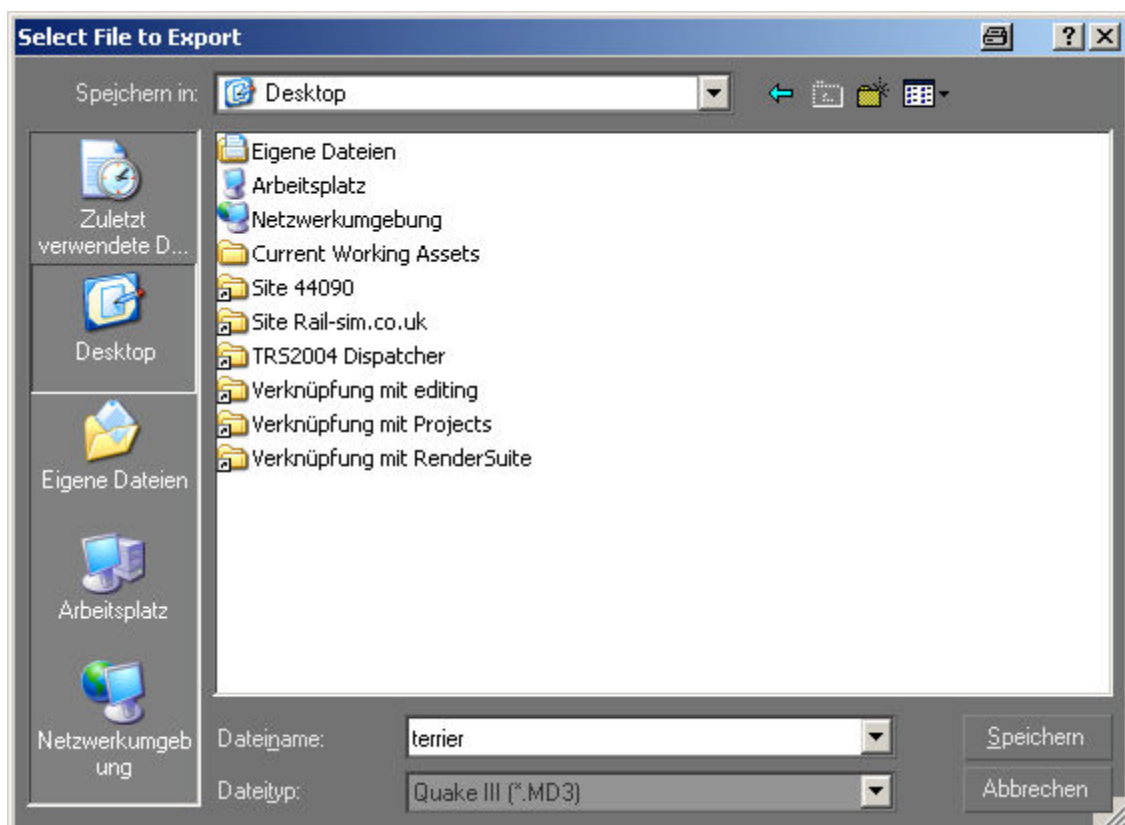 Select File to Export
Speichern in:
Desktop
Zuletzt
verwendete D...
Desktop
Eigene Dateien
Arbeitsplatz
Netzwerkumgeb
ung
Eigene Dateien
Arbeitsplatz
Netzwerkumgebung
Current Working Assets
Site 44090
Site Rail-sim.co.uk
TRS2004 Dispatcher
Verknüpfung mit editing
Verknüpfung mit Projects
Verknüpfung mit RenderSuite
Dateiname:
terrier
Speichern
Dateityp:
Quake III (*.MD3)
Abbrechen